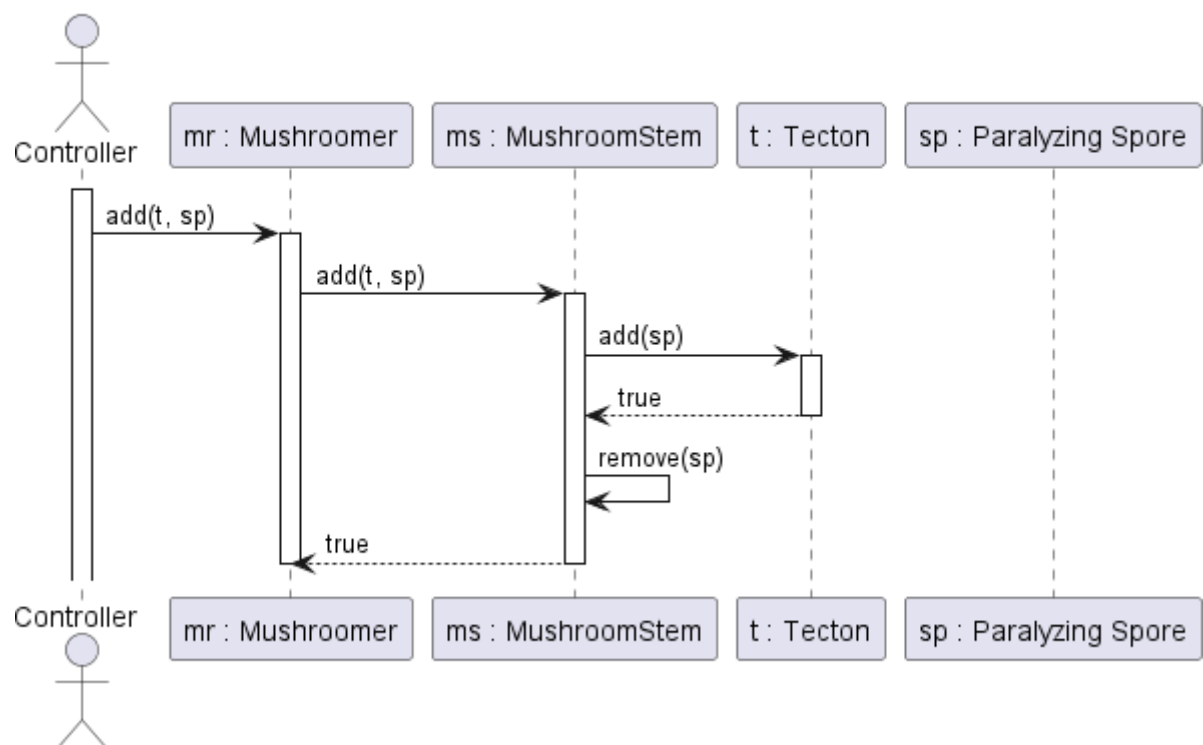 Controller
mr : Mushroomer
ms : MushroomStem
t : Tecton
sp : Paralyzing Spore
add(t, sp)
add(t, sp)
add(sp)
true
remove(sp)
true
Controller
mr : Mushroomer
ms : MushroomStem
t : Tecton
sp : Paralyzing Spore